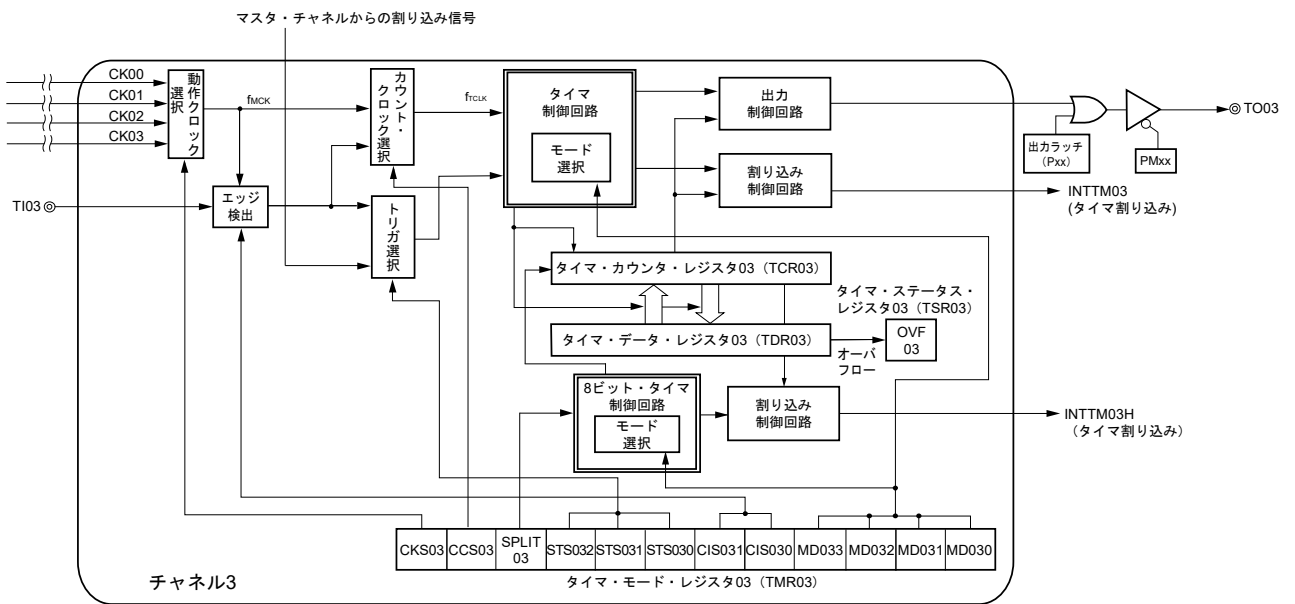 マスタ・チャネルからの割り込み信号
CK00
CK01
CK02
CK03
動作クロック
選択
fMCK
カウント・
クロック選択
fTCLK
タイマ
制御回路
モード
選択
出力
制御回路
出力ラッチ
(Pxx)
PMxx
TO03
割り込み
制御回路
INTTM03
(タイマ割り込み)
TI03
エッジ
検出
トリガ選択
タイマ・カウンタ・レジスタ03(TCR03)
タイマ・ステータス・
レジスタ03(TSR03)
タイマ・データ・レジスタ03(TDR03)
オーバ
フロー
OVF
03
8ビット・タイマ
制御回路
モード
選択
割り込み
制御回路
INTTM03H
(タイマ割り込み)
CKS03 CCS03 SPLIT
03 STS032 STS031 STS030 CIS031 CIS030 MD033 MD032 MD031 MD030
チャネル3
タイマ・モード・レジスタ03(TMR03)